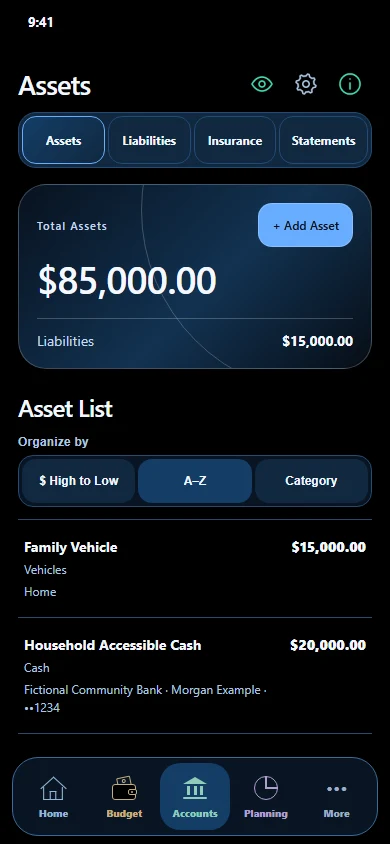 9:41
Assets
Assets
Liabilities
Insurance
Statements
Total Assets
+ Add Asset
$85,000.00
Liabilities
$15,000.00
Asset List
Organize by
$ High to Low
A–Z
Category
Family Vehicle
$15,000.00
Vehicles
Home
Household Accessible Cash
$20,000.00
Cash
Fictional Community Bank · Morgan Example ·
••1234
Home
Budget
Accounts
Planning
More